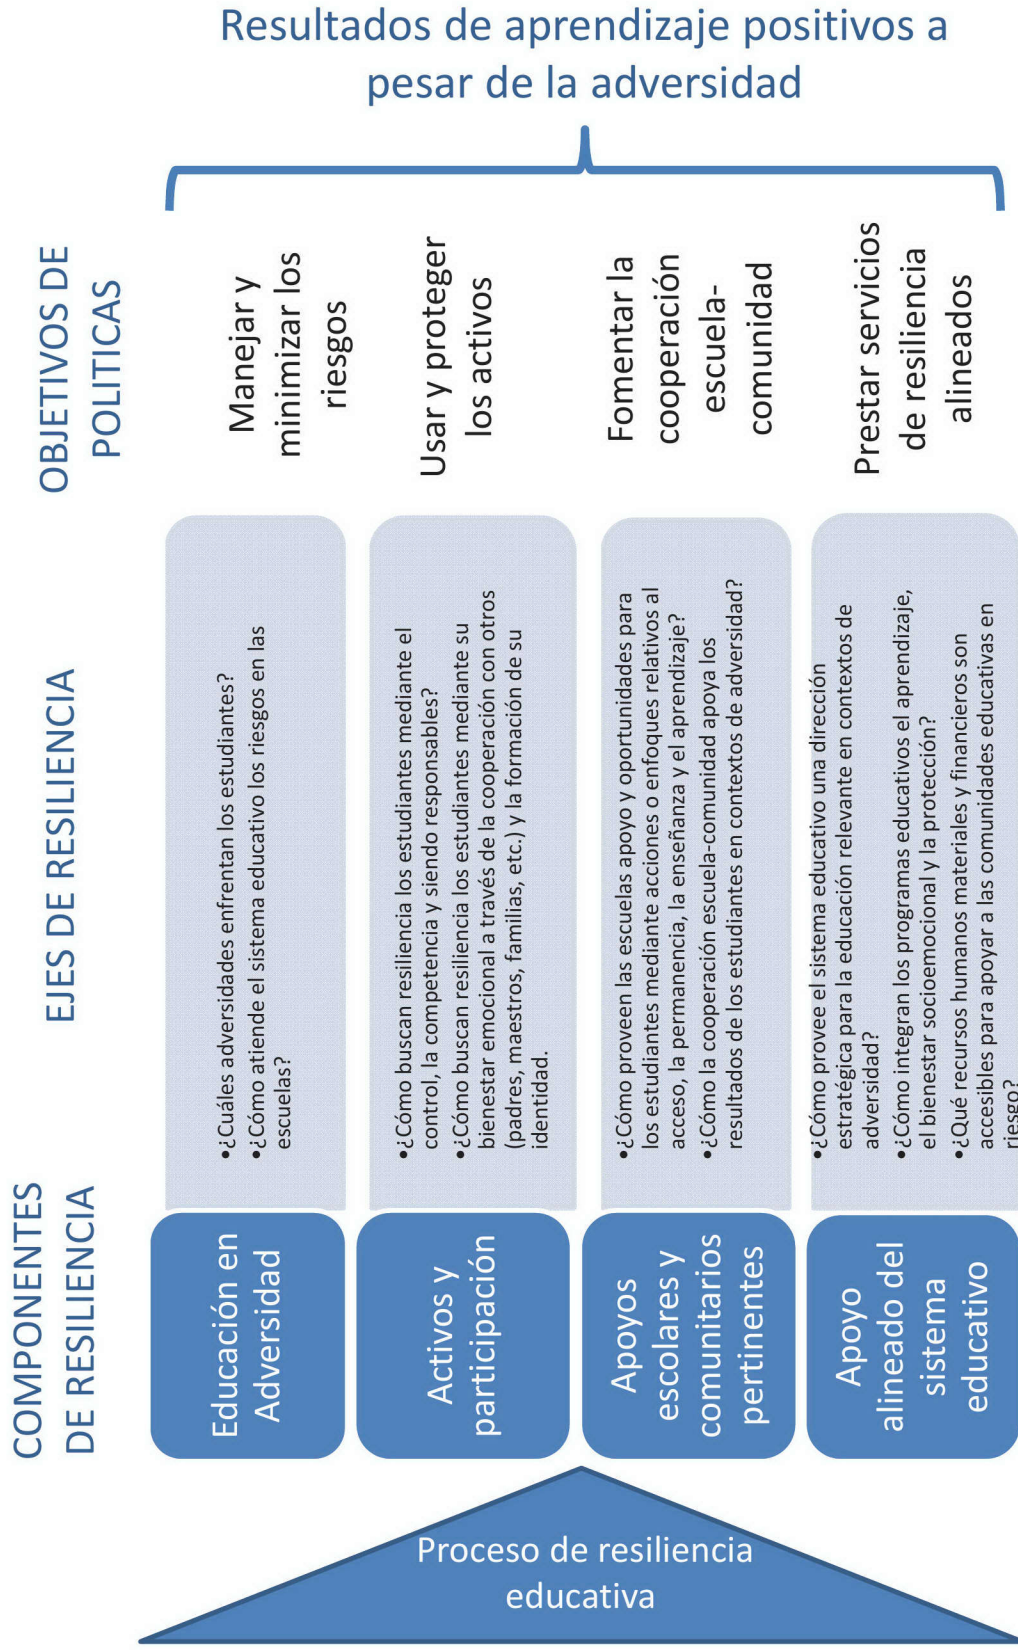 Resultados de aprendizaje positivos a
pesar de la adversidad
COMPONENTES
DE RESILIENCIA
EJES DE RESILIENCIA
OBJETIVOS DE
POLITICAS
Educación en
Adversidad
•¿Cuáles adversidades enfrentan los estudiantes?
•¿Cómo atiende el sistema educativo los riesgos en las
escuelas?
Manejar y
minimizar los
riesgos
Activos y
participación
•¿Cómo buscan resiliencia los estudiantes mediante el
control, la competencia y siendo responsables?
•¿Cómo buscan resiliencia los estudiantes mediante su
bienestar emocional a través de la cooperación con otros
(padres, maestros, familias, etc.) y la formación de su
identidad.
Usar y proteger
los activos
Apoyos
escolares y
comunitarios
pertinentes
•¿Cómo proveen las escuelas apoyo y oportunidades para
los estudiantes mediante acciones o enfoques relativos al
acceso, la permanencia, la enseñanza y el aprendizaje?
•¿Cómo la cooperación escuela-comunidad apoya los
resultados de los estudiantes en contextos de adversidad?
Fomentar la
cooperación
escuela-
comunidad
Apoyo
alineado del
sistema
educativo
•¿Cómo provee el sistema educativo una dirección
estratégica para la educación relevante en contextos de
adversidad?
•¿Cómo integran los programas educativos el aprendizaje,
el bienestar socioemocional y la protección?
•¿Qué recursos humanos materiales y financieros son
accesibles para apoyar a las comunidades educativas en
riesgo?
Prestar servicios
de resiliencia
alineados
Proceso de resiliencia
educativa